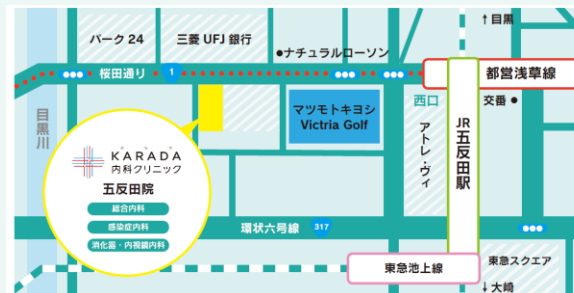 ↑目黒
パーク24
三菱UFJ銀行
●ナチュラルローソン
桜田通り
1
都営浅草線
目黒川
マツモトキヨシ
Victria Golf
西口
交番●
アトレ・ヴィ
JR五反田駅
KARADA
内科クリニック
五反田院
総合内科
感染症内科
消化器・内視鏡内科
環状六号線
317
東急池上線
東急スクエア
↓大崎